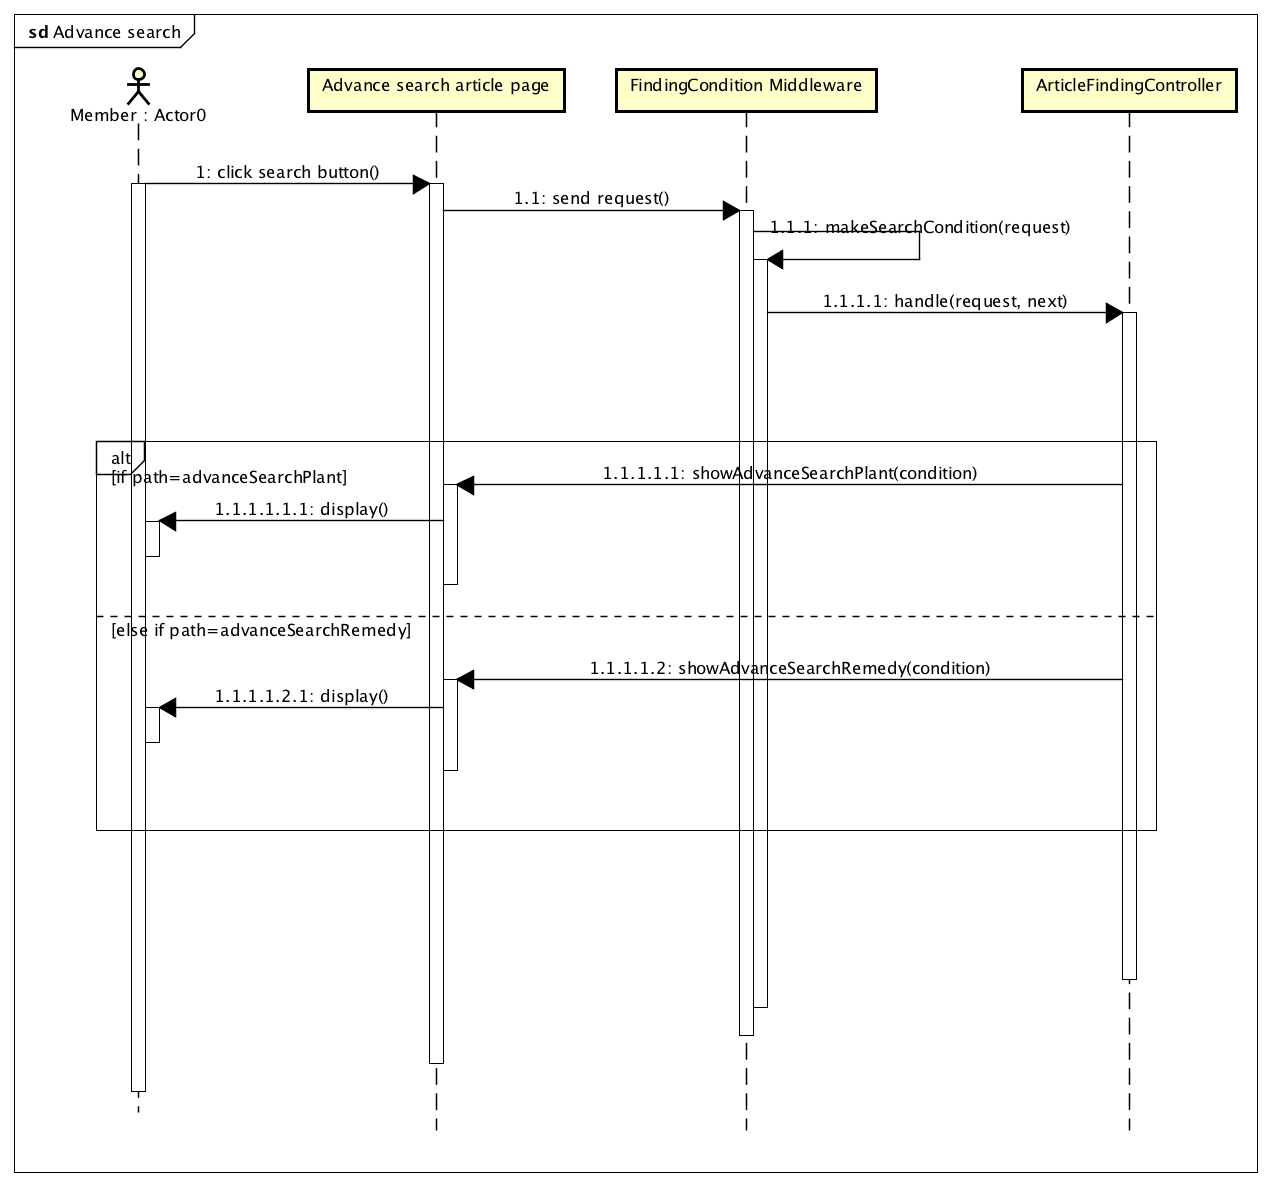 sd Advance search
Member : Actor0
Advance search article page
FindingCondition Middleware
ArticleFindingController
1: click search button()
1.1: send request()
1.1.1: makeSearchCondition(request)
1.1.1.1: handle(request, next)
alt
[if path=advanceSearchPlant]
1.1.1.1.1: showAdvanceSearchPlant(condition)
1.1.1.1.1.1: display()
[else if path=advanceSearchRemedy]
1.1.1.1.2: showAdvanceSearchRemedy(condition)
1.1.1.1.2.1: display()